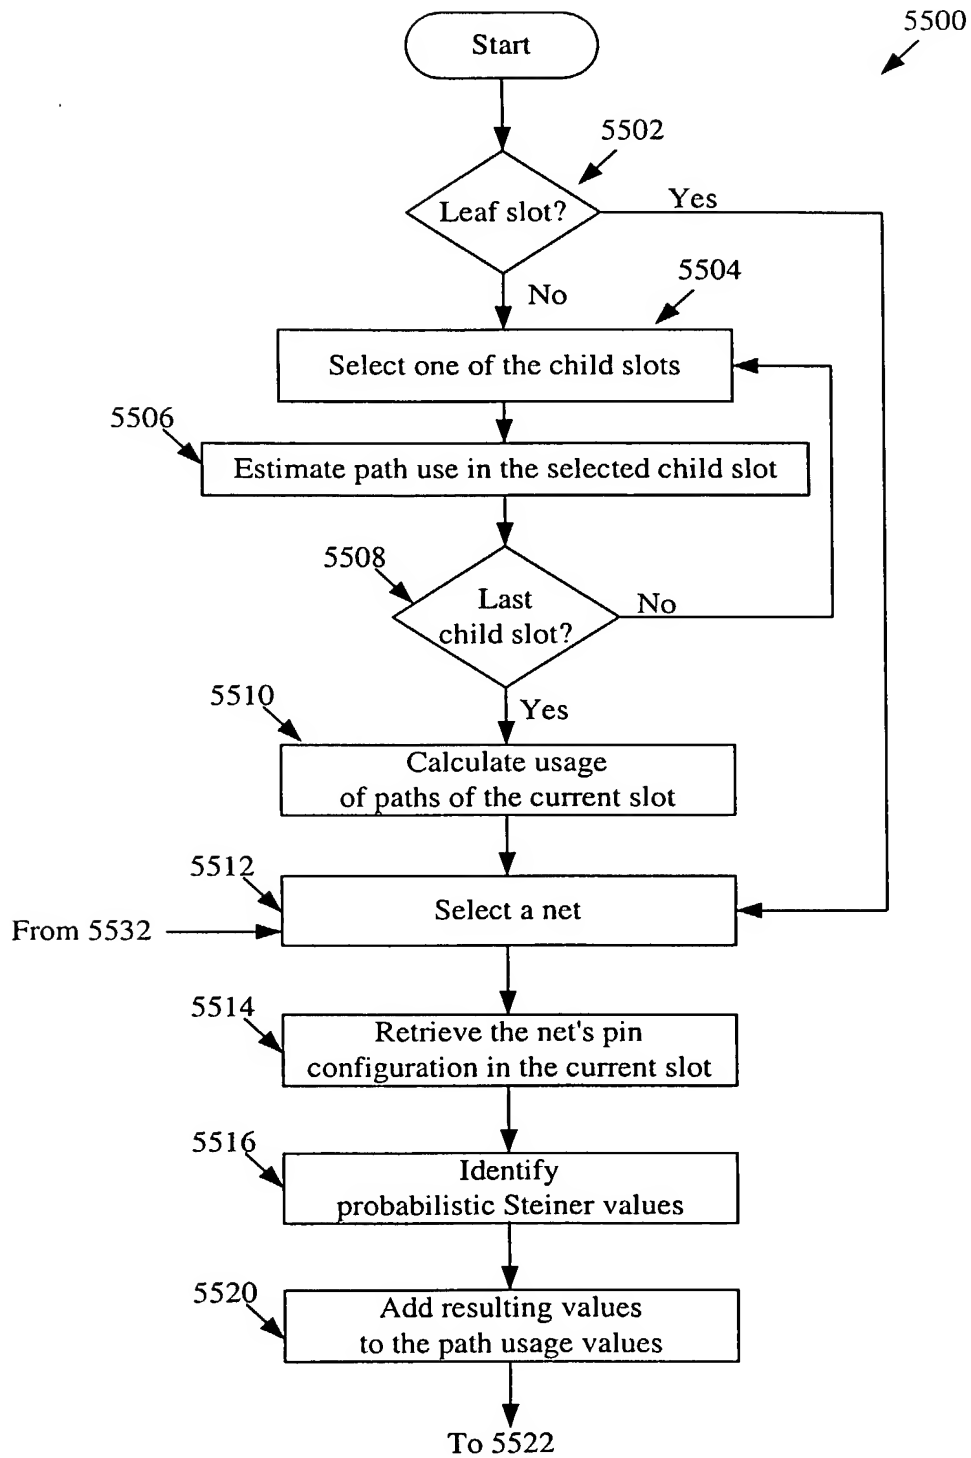 5500
Start
5502
Leaf slot?
Yes
No
5504
Select one of the child slots
5506
Estimate path use in the selected child slot
5508
Last
child slot?
No
Yes
5510
Calculate usage
of paths of the current slot
5512
Select a net
From 5532
5514
Retrieve the net's pin
configuration in the current slot
5516
Identify
probabilistic Steiner values
5520
Add resulting values
to the path usage values
To 5522